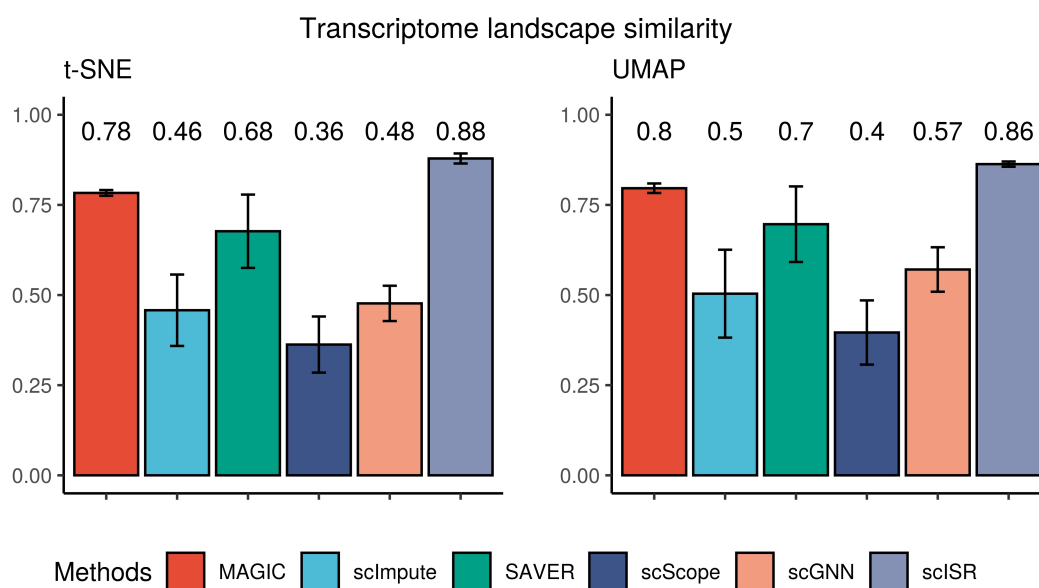 Transcriptome landscape similarity
t-SNE
UMAP
1.00
0.75
0.50
0.25
0.00
0.78 0.46 0.68 0.36 0.48 0.88
1.00
0.75
0.50
0.25
0.00
0.8 0.5 0.7 0.4 0.57 0.86
Methods MAGIC scImpute SAVER scScope scGNN scISR